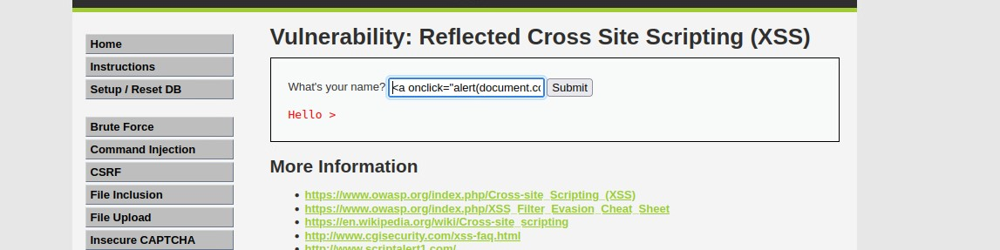 Home
Instructions
Setup / Reset DB
Brute Force
Command Injection
CSRF
File Inclusion
File Upload
Insecure CAPTCHA
Vulnerability: Reflected Cross Site Scripting (XSS)
What's your name? <a onclick="alert(document.co Submit
Hello >
More Information
• https://www.owasp.org/index.php/Cross-site_Scripting_(XSS)
• https://www.owasp.org/index.php/XSS_Filter_Evasion_Cheat_Sheet
• https://en.wikipedia.org/wiki/Cross-site_scripting
• http://www.cgisecurity.com/xss-faq.html
• http://www.scriptalert1.com/